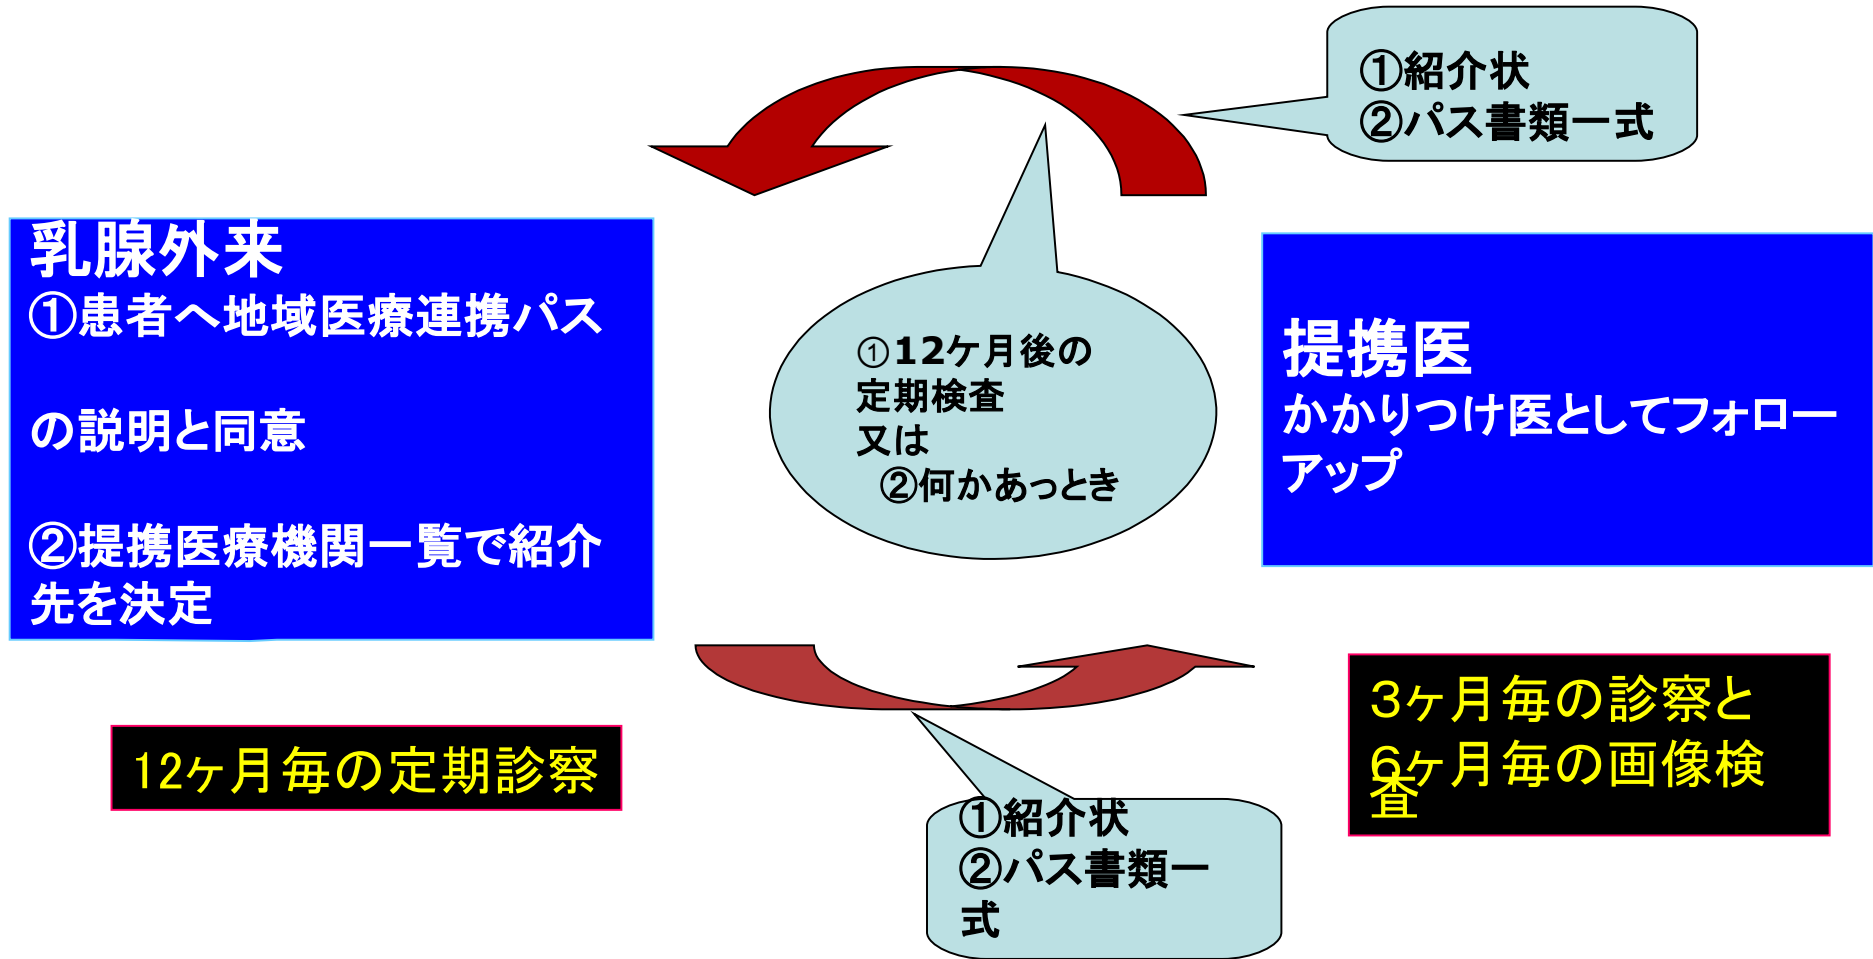 ①紹介状
②パス書類一式
乳腺外来
①患者へ地域医療連携パス
の説明と同意
②提携医療機関一覧で紹介
先を決定
①12ケ月後の
定期検査
又は
②何かあっとき
提携医
かかりつけ医としてフォロー
アップ
12ヶ月毎の定期診察
3ヶ月毎の診察と
6ヶ月毎の画像検
査
①紹介状
②パス書類一
式